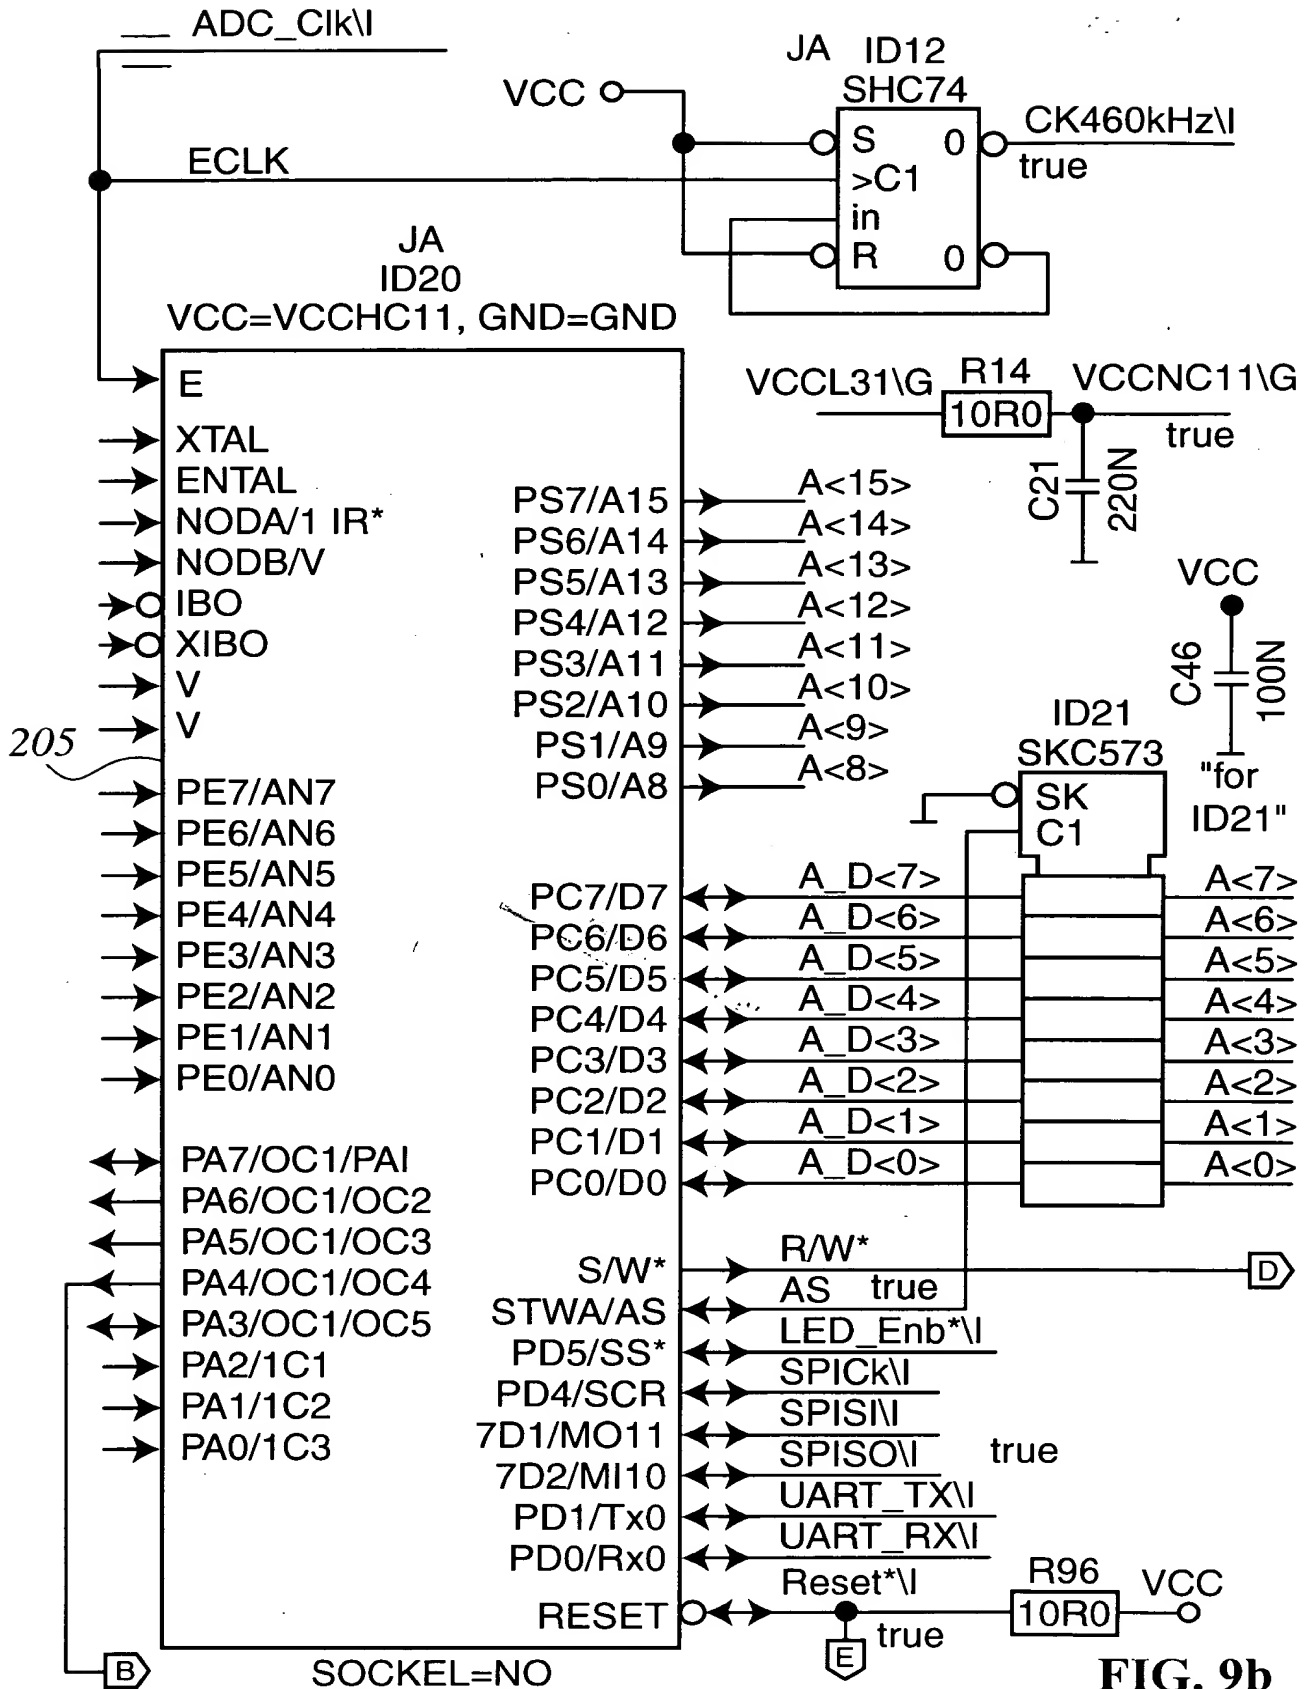 ADC_Clk\I
JA ID12
SHC74
VCC
S 0
CK460kHz\I
true
ECLK
>C1
in
R 0
JA
ID20
VCC=VCCHC11, GND=GND
E
XTAL
ENTAL
NODA/1 IR*
NODB/V
IBO
XIBO
V
V
205
PE7/AN7
PE6/AN6
PE5/AN5
PE4/AN4
PE3/AN3
PE2/AN2
PE1/AN1
PE0/AN0
PA7/OC1/PAI
PA6/OC1/OC2
PA5/OC1/OC3
PA4/OC1/OC4
PA3/OC1/OC5
PA2/1C1
PA1/1C2
PA0/1C3
B
SOCKEL=NO
VCCL31\G
R14
10R0
VCCNC11\G
true
C21
220N
PS7/A15 A<15>
PS6/A14 A<14>
PS5/A13 A<13>
PS4/A12 A<12>
PS3/A11 A<11>
PS2/A10 A<10>
PS1/A9 A<9>
PS0/A8 A<8>
VCC
C46
100N
"for
ID21"
ID21
SKC573
SK
C1
PC7/D7 A_D<7> A<7>
PC6/D6 A_D<6> A<6>
PC5/D5 A_D<5> A<5>
PC4/D4 A_D<4> A<4>
PC3/D3 A_D<3> A<3>
PC2/D2 A_D<2> A<2>
PC1/D1 A_D<1> A<1>
PC0/D0 A_D<0> A<0>
S/W* R/W* D
STWA/AS AS true
PD5/SS* LED_Enb*\I
PD4/SCR SPICk\I
7D1/MO11 SPISI\I
7D2/MI10 SPISO\I true
PD1/Tx0 UART_TX\I
PD0/Rx0 UART_RX\I
RESET Reset*\I
true
E
R96
10R0
VCC
FIG. 9b